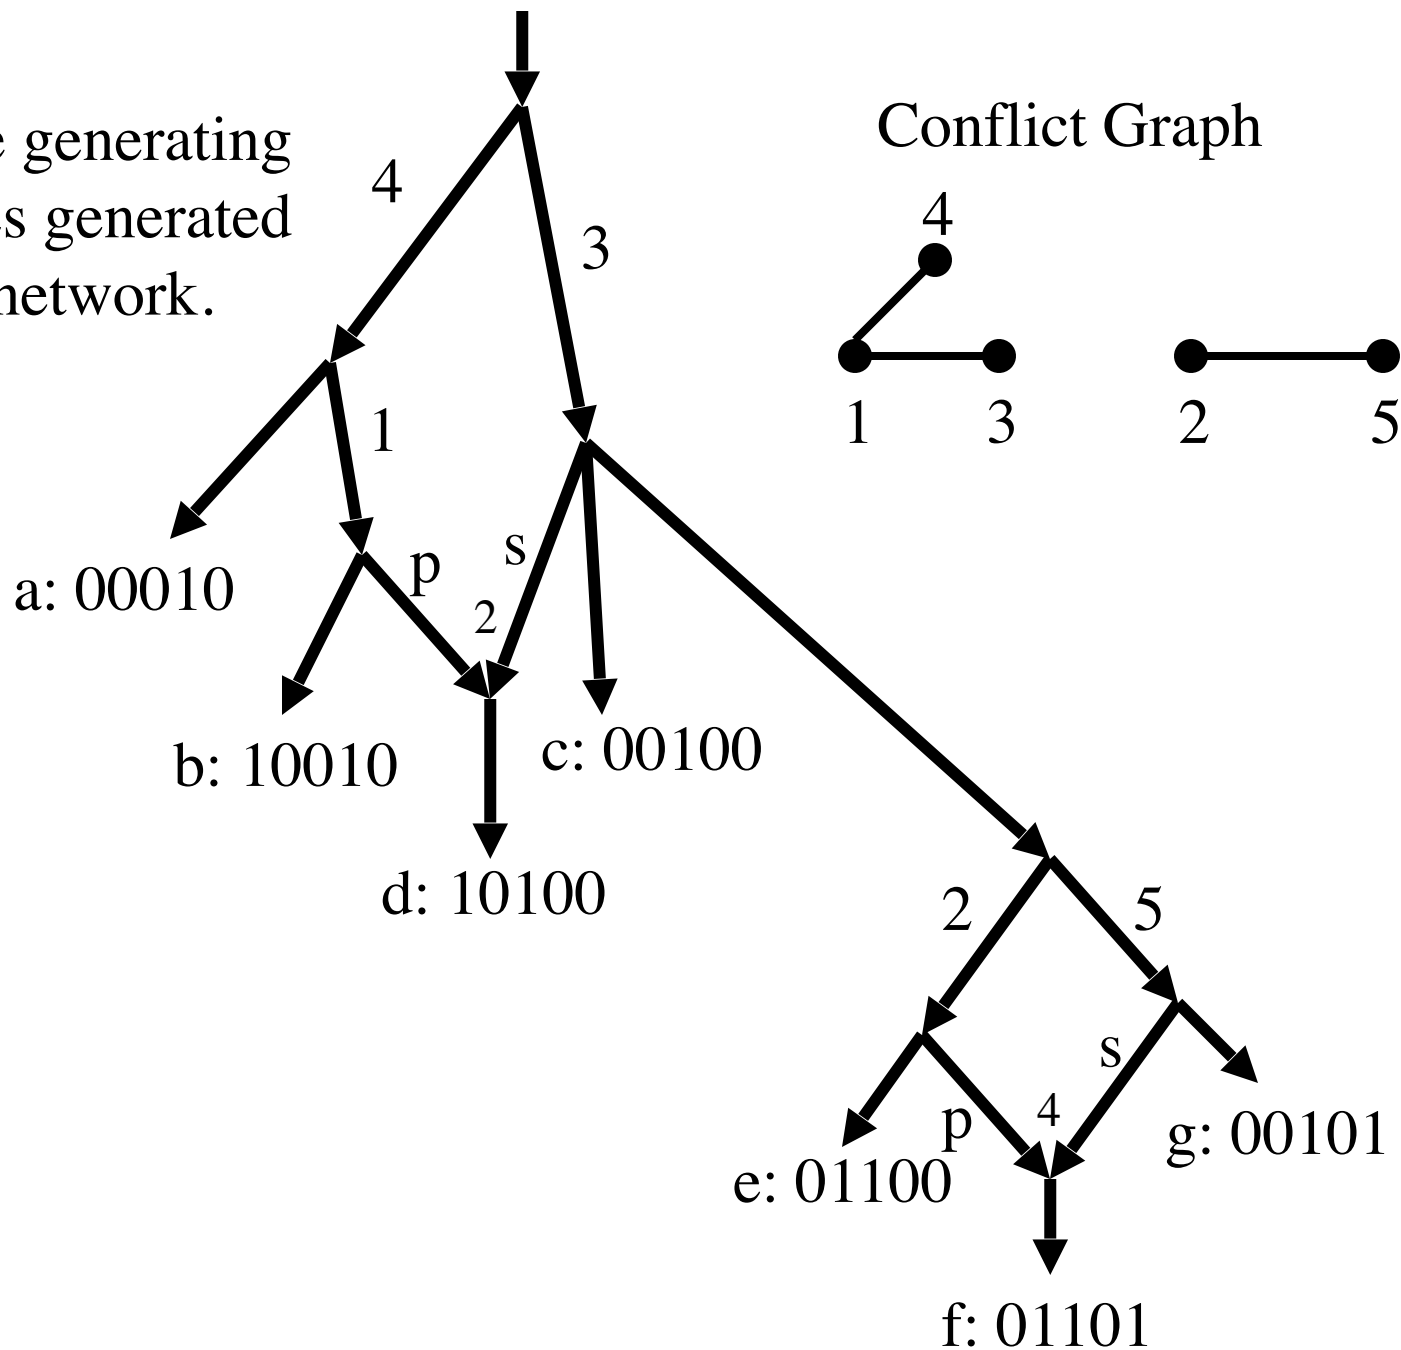 e generating
s generated
network.
4
3
1
a: 00010
p
s
2
b: 10010
c: 00100
d: 10100
2
5
s
p
4
e: 01100
g: 00101
f: 01101
Conflict Graph
4
1
3
2
5